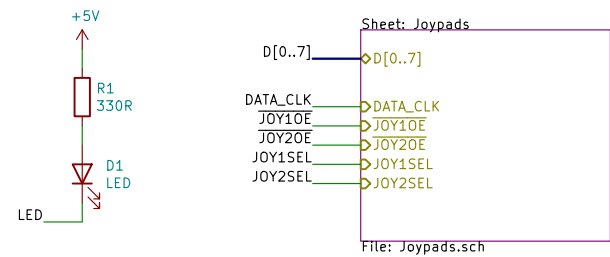 +5V
R1
330R
D1
LED
LED
Sheet: Joypads
D[0..7] D[0..7]
DATA_CLK DATA_CLK
JOY1OE JOY1OE
JOY2OE JOY2OE
JOY1SEL JOY1SEL
JOY2SEL JOY2SEL
File: Joypads.sch